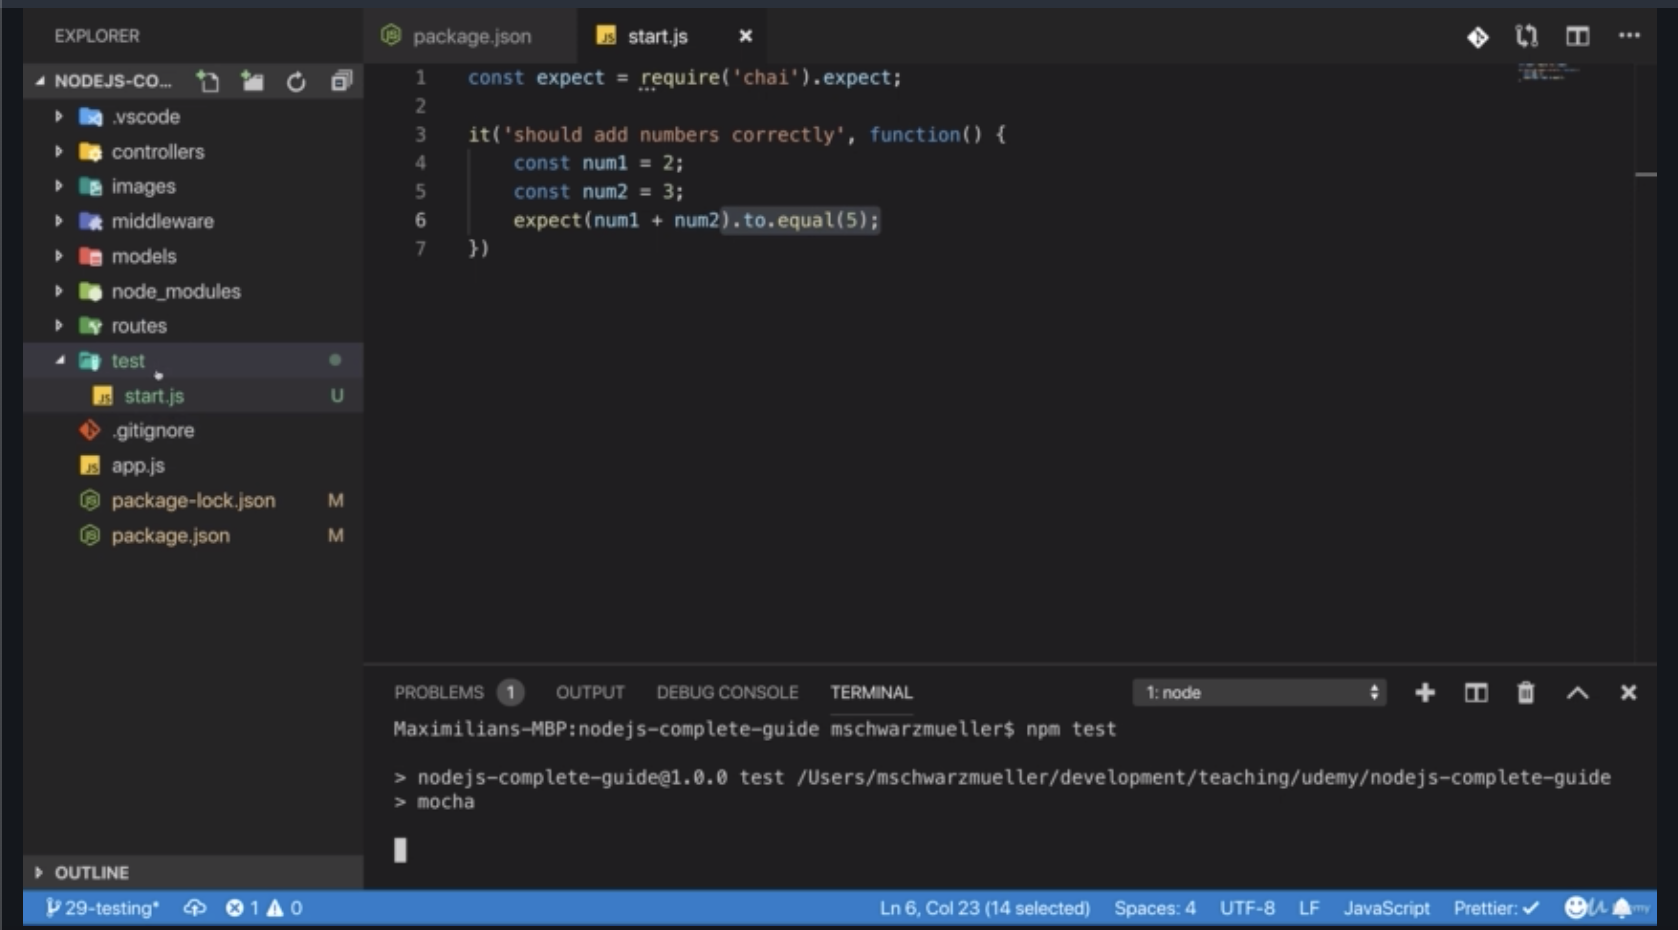 EXPLORER
package.json
start.js
NODEJS-CO...
.vscode
controllers
images
middleware
models
node_modules
routes
test
start.js U
.gitignore
app.js
package-lock.json M
package.json M
OUTLINE
1 const expect = require('chai').expect;
2
3 it('should add numbers correctly', function() {
4 const num1 = 2;
5 const num2 = 3;
6 expect(num1 + num2).to.equal(5);
7 })
PROBLEMS 1 OUTPUT DEBUG CONSOLE TERMINAL 1: node
Maximilians-MBP:nodejs-complete-guide mschwarzmueller$ npm test
> nodejs-complete-guide@1.0.0 test /Users/mschwarzmueller/development/teaching/udemy/nodejs-complete-guide
> mocha
29-testing* 1 0 Ln 6, Col 23 (14 selected) Spaces: 4 UTF-8 LF JavaScript Prettier: ✓